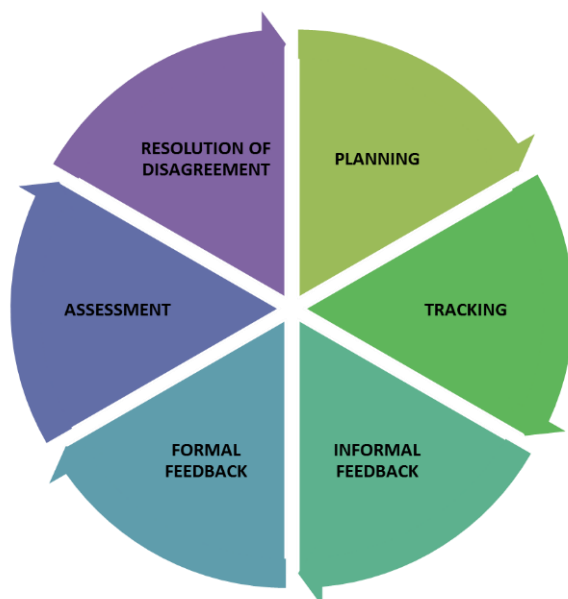 RESOLUTION OF
DISAGREEMENT
PLANNING
ASSESSMENT
TRACKING
FORMAL
FEEDBACK
INFORMAL
FEEDBACK